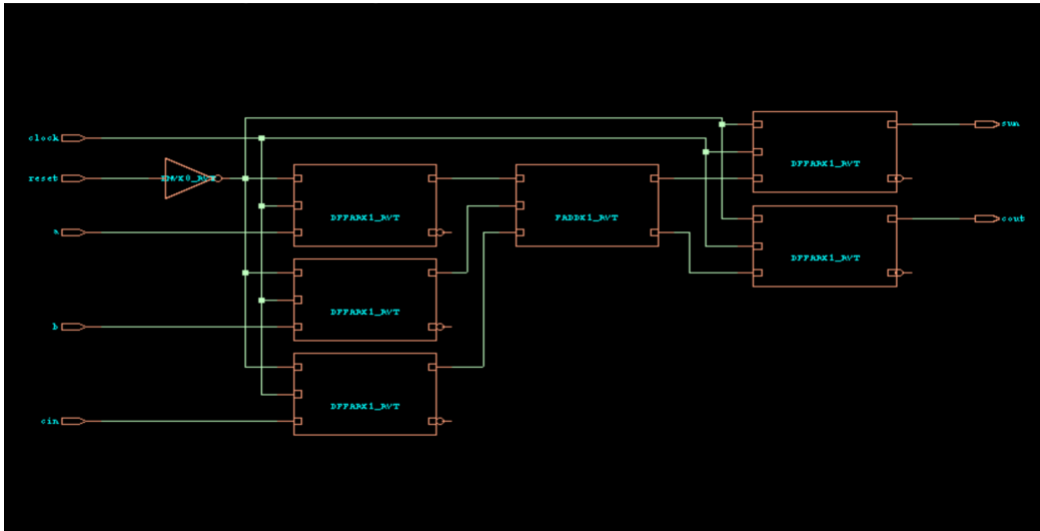 clock
reset
a
b
cin
DFFARX1_RVT
DFFARX1_RVT
DFFARX1_RVT
FADDX1_RVT
DFFARX1_RVT
DFFARX1_RVT
sum
cout